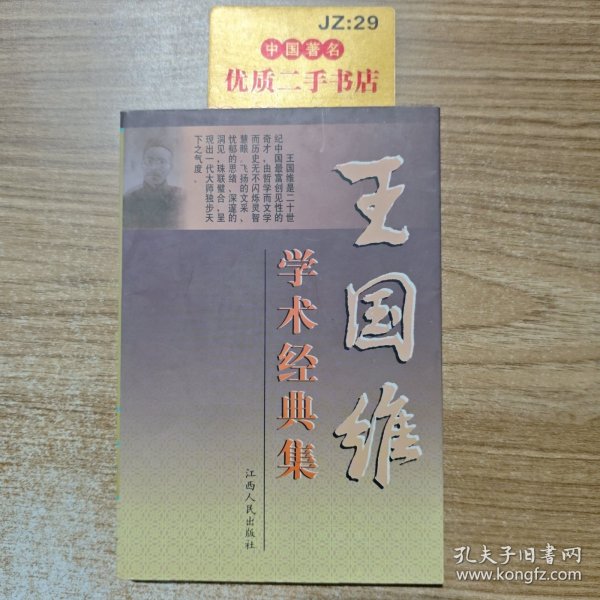 JZ:29
中国著名
优质二手书店
王国维是二十世
纪中国最富创见性的
奇才，由哲学而文学
而历史无不闪烁灵智
慧眼，飞扬的文采、
忧郁的思绪、深邃的
洞见，珠联璧合，呈
现出一代大师独步天
下之气度。
王国维
学术经典集
江西人民出版社
孔夫子旧书网
www.kongfz.com